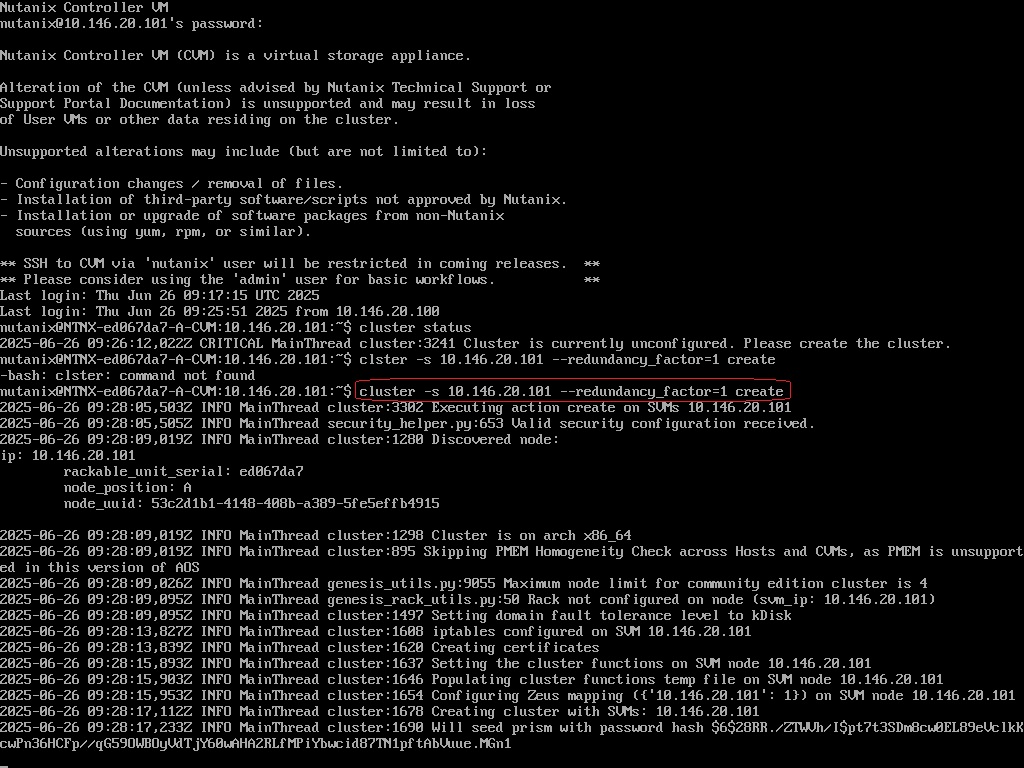 Nutanix Controller VM
nutanix@10.146.20.101's password:
Nutanix Controller VM (CVM) is a virtual storage appliance.
Alteration of the CVM (unless advised by Nutanix Technical Support or
Support Portal Documentation) is unsupported and may result in loss
of User VMs or other data residing on the cluster.
Unsupported alterations may include (but are not limited to):
- Configuration changes / removal of files.
- Installation of third-party software/scripts not approved by Nutanix.
- Installation or upgrade of software packages from non-Nutanix
  sources (using yum, rpm, or similar).
** SSH to CVM via 'nutanix' user will be restricted in coming releases.  **
** Please consider using the 'admin' user for basic workflows.           **
Last login: Thu Jun 26 09:17:15 UTC 2025
Last login: Thu Jun 26 09:25:51 2025 from 10.146.20.100
nutanix@NTNX-ed067da7-A-CVM:10.146.20.101:~$ cluster status
2025-06-26 09:26:12,022Z CRITICAL MainThread cluster:3241 Cluster is currently unconfigured. Please create the cluster.
nutanix@NTNX-ed067da7-A-CVM:10.146.20.101:~$ clster -s 10.146.20.101 --redundancy_factor=1 create
-bash: clster: command not found
nutanix@NTNX-ed067da7-A-CVM:10.146.20.101:~$ cluster -s 10.146.20.101 --redundancy_factor=1 create
2025-06-26 09:28:05,503Z INFO MainThread cluster:3302 Executing action create on SVMs 10.146.20.101
2025-06-26 09:28:05,505Z INFO MainThread security_helper.py:653 Valid security configuration received.
2025-06-26 09:28:09,019Z INFO MainThread cluster:1280 Discovered node:
ip: 10.146.20.101
        rackable_unit_serial: ed067da7
        node_position: A
        node_uuid: 53c2d1b1-4148-408b-a389-5fe5effb4915
2025-06-26 09:28:09,019Z INFO MainThread cluster:1298 Cluster is on arch x86_64
2025-06-26 09:28:09,019Z INFO MainThread cluster:895 Skipping PMEM Homogeneity Check across Hosts and CVMs, as PMEM is unsupport
ed in this version of AOS
2025-06-26 09:28:09,026Z INFO MainThread genesis_utils.py:9055 Maximum node limit for community edition cluster is 4
2025-06-26 09:28:09,095Z INFO MainThread genesis_rack_utils.py:50 Rack not configured on node (svm_ip: 10.146.20.101)
2025-06-26 09:28:09,095Z INFO MainThread cluster:1497 Setting domain fault tolerance level to kDisk
2025-06-26 09:28:13,827Z INFO MainThread cluster:1608 iptables configured on SVM 10.146.20.101
2025-06-26 09:28:13,839Z INFO MainThread cluster:1620 Creating certificates
2025-06-26 09:28:15,893Z INFO MainThread cluster:1637 Setting the cluster functions on SVM node 10.146.20.101
2025-06-26 09:28:15,903Z INFO MainThread cluster:1646 Populating cluster functions temp file on SVM node 10.146.20.101
2025-06-26 09:28:15,953Z INFO MainThread cluster:1654 Configuring Zeus mapping ({'10.146.20.101': 1}) on SVM node 10.146.20.101
2025-06-26 09:28:17,112Z INFO MainThread cluster:1678 Creating cluster with SVMs: 10.146.20.101
2025-06-26 09:28:17,233Z INFO MainThread cluster:1690 Will seed prism with password hash $6$28RR./ZTWVh/I$pt7t3SDm8cw0EL89eVclkK
cwPn36HCFp//qG59OWBOyVdTjY60wAHA2RLfMPiYbwcid87TN1pftAbVuue.MGn1